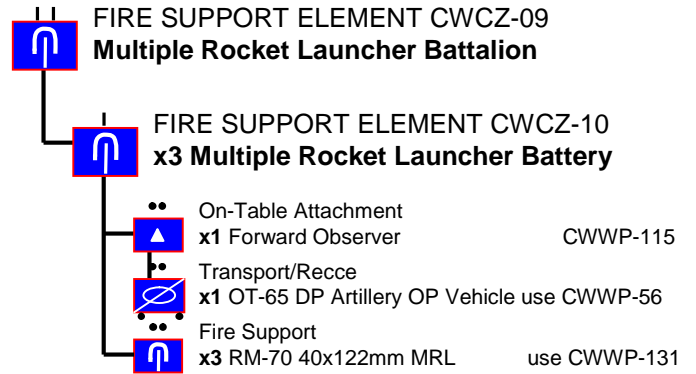 FIRE SUPPORT ELEMENT CWCZ-09
Multiple Rocket Launcher Battalion
FIRE SUPPORT ELEMENT CWCZ-10
x3 Multiple Rocket Launcher Battery
On-Table Attachment
x1 Forward Observer CWWP-115
Transport/Recce
x1 OT-65 DP Artillery OP Vehicle use CWWP-56
Fire Support
x3 RM-70 40x122mm MRL use CWWP-131